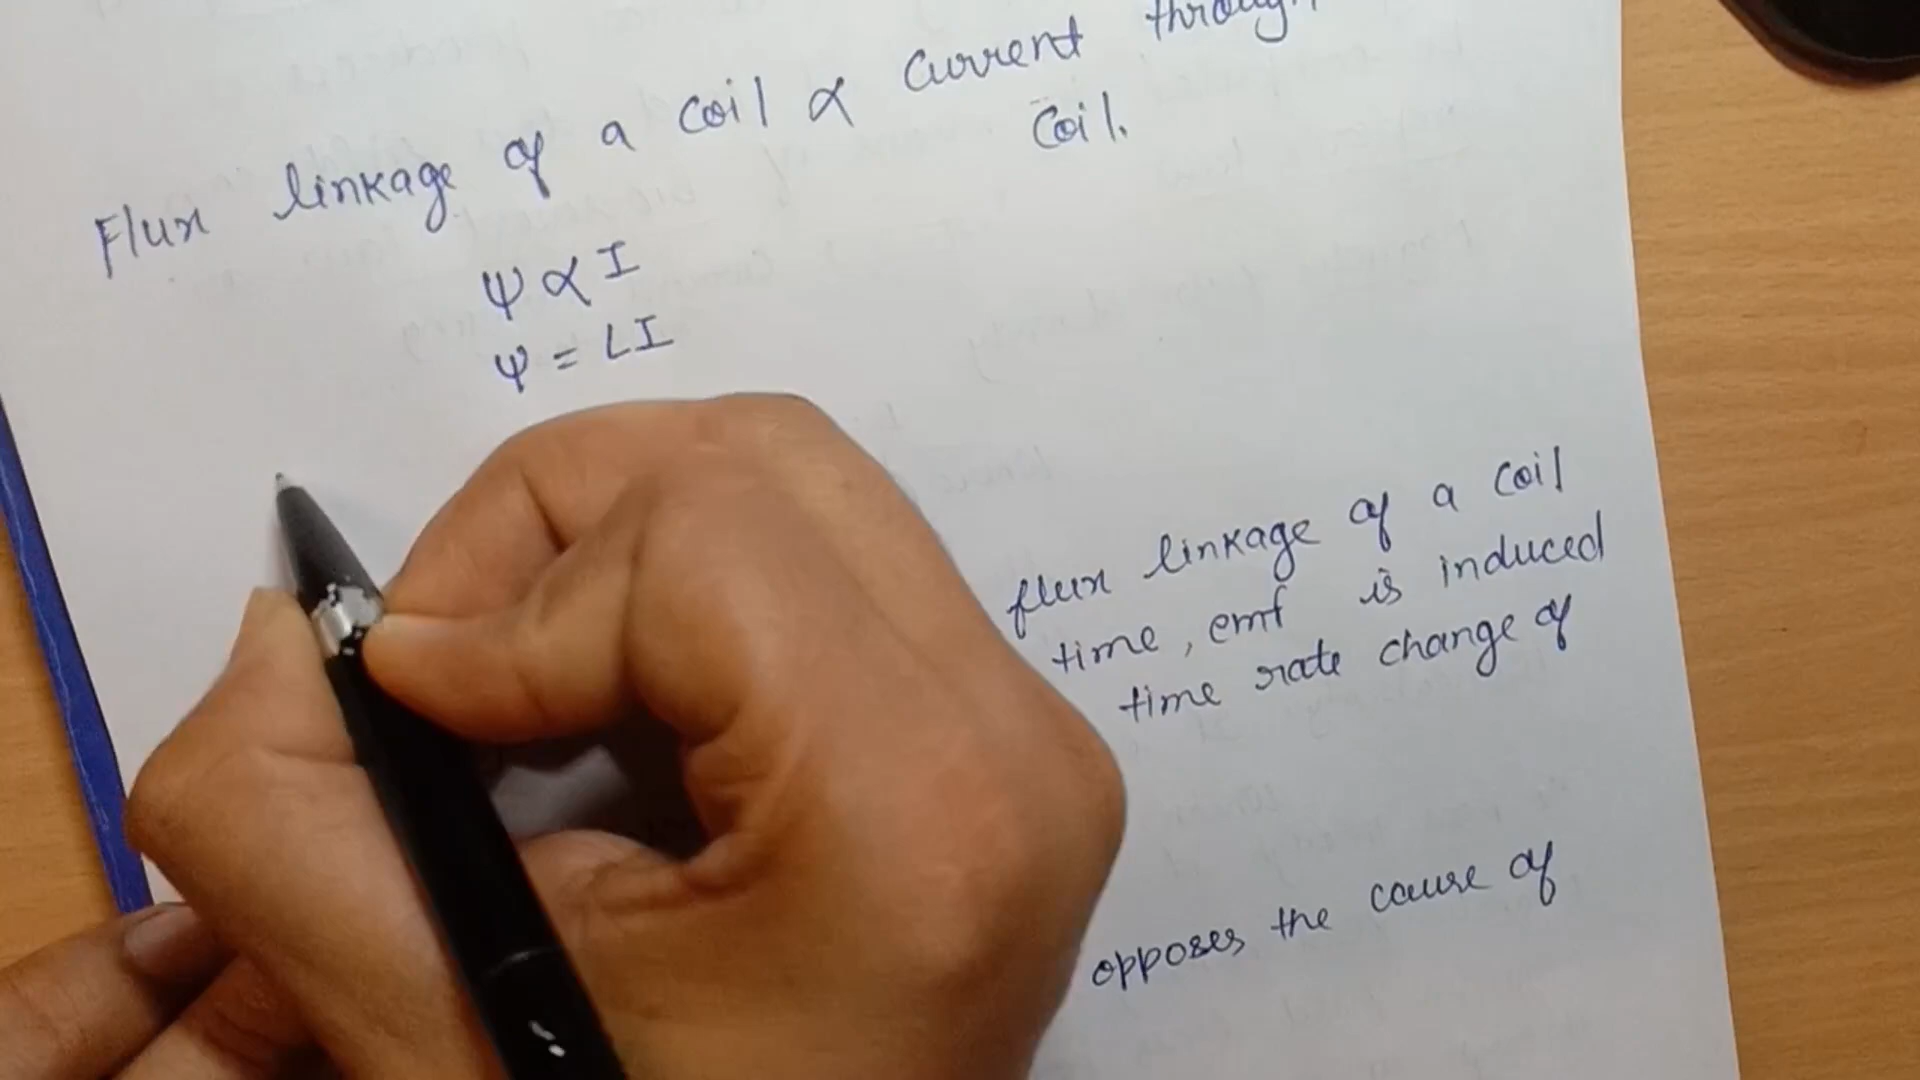 Flux linkage of a coil ∝ current through
coil.
Ψ ∝ I
Ψ = LI
flux linkage of a coil
time, emf is induced
time rate change of
opposes the cause of